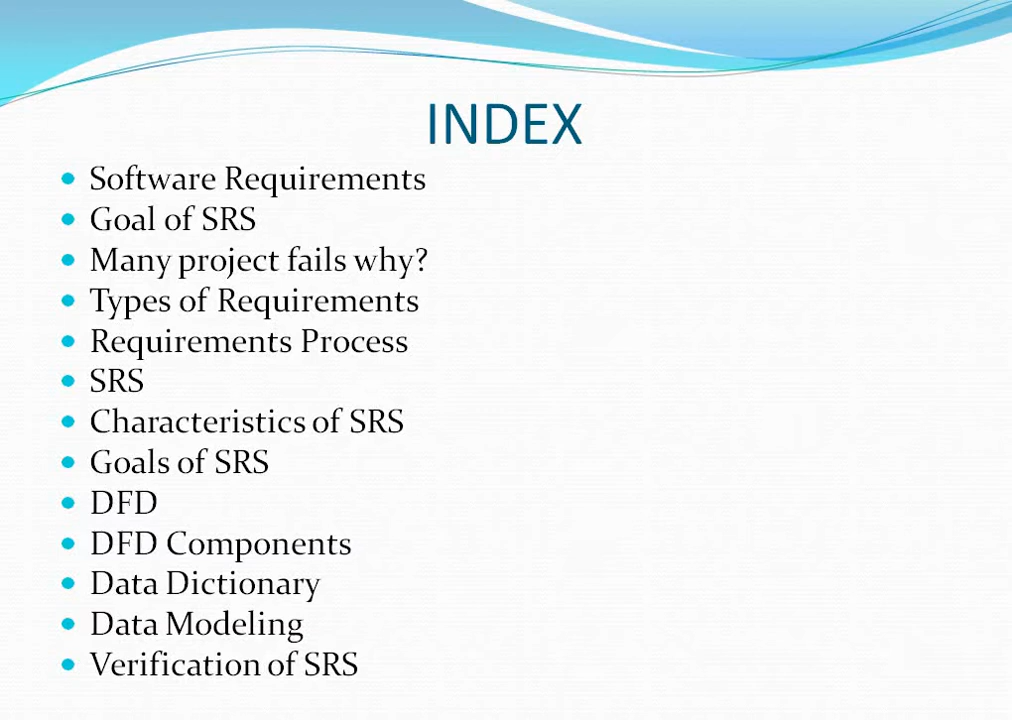 INDEX
Software Requirements
Goal of SRS
Many project fails why?
Types of Requirements
Requirements Process
SRS
Characteristics of SRS
Goals of SRS
DFD
DFD Components
Data Dictionary
Data Modeling
Verification of SRS